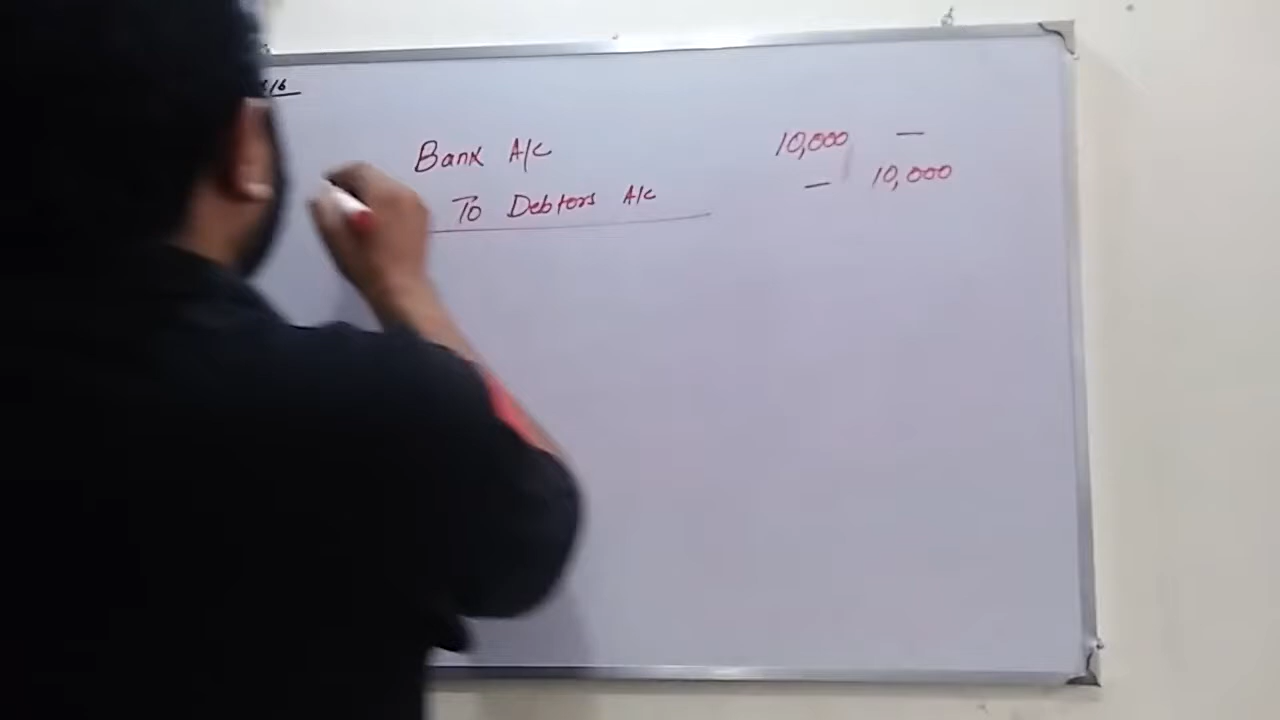 Bank A/c 10,000 —
To Debtors A/c — 10,000